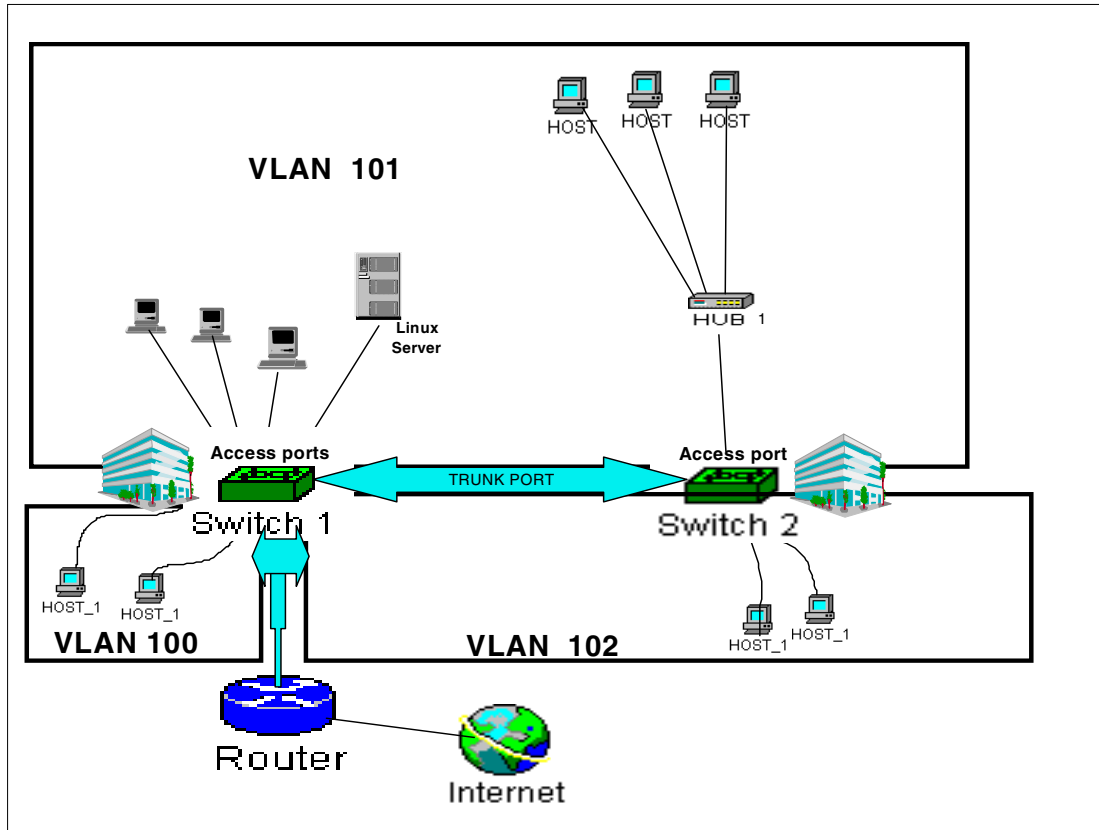 HOST
HOST
HOST
VLAN 101
Linux
Server
HUB 1
Access ports
Access port
TRUNK PORT
Switch 1
Switch 2
HOST_1
HOST_1
HOST_1
HOST_1
VLAN 100
VLAN 102
Router
Internet